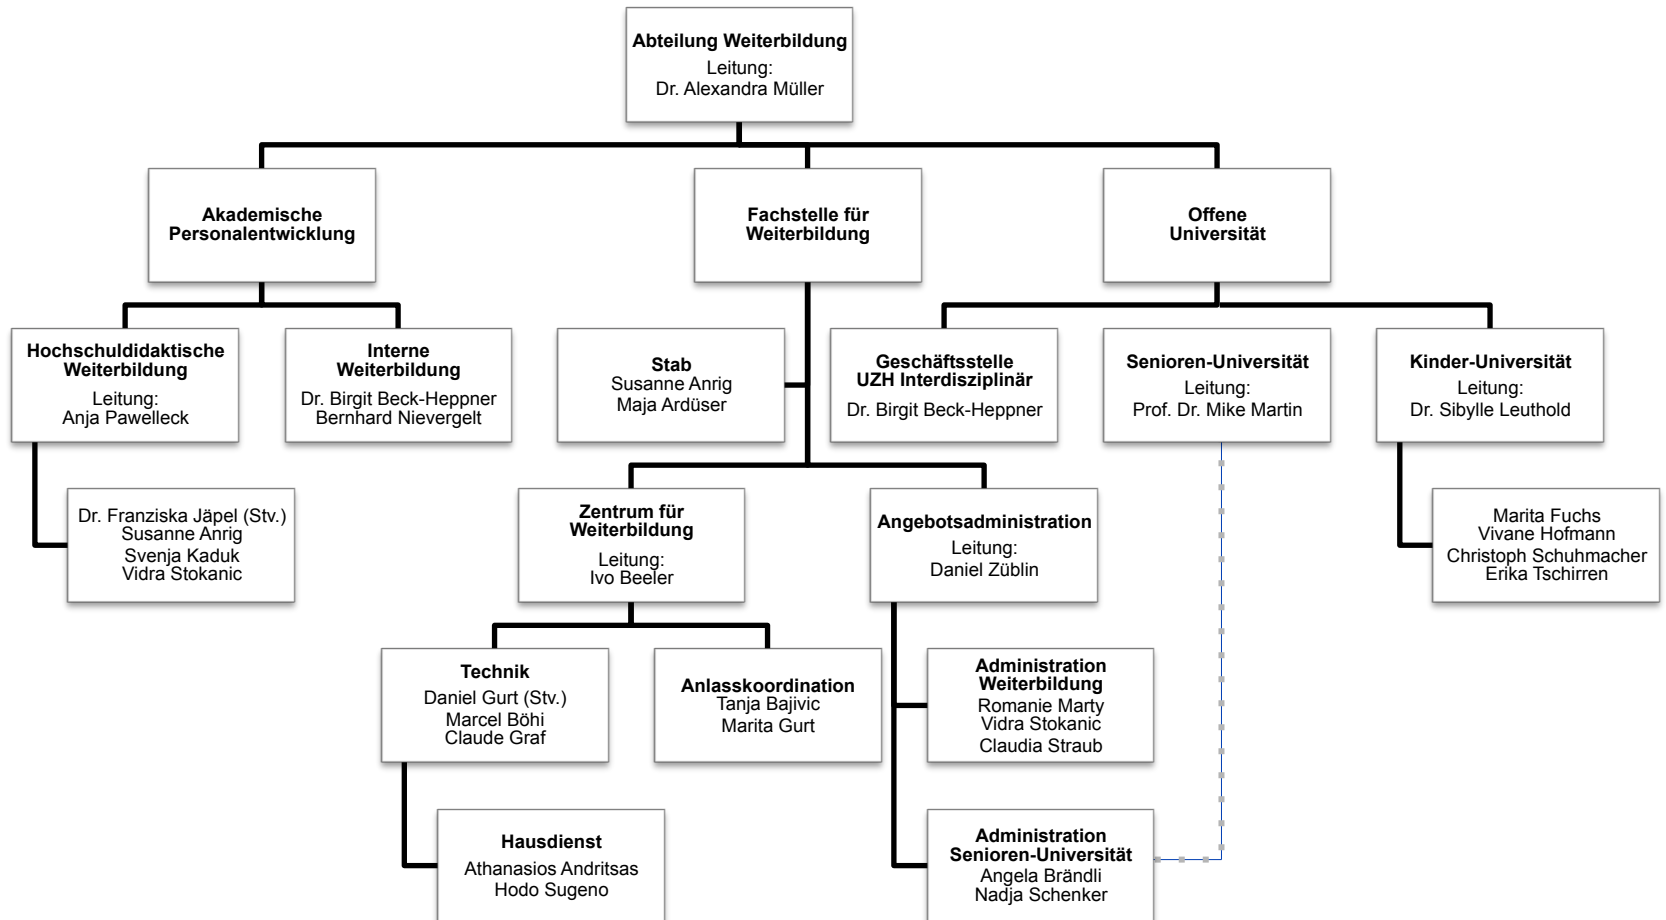 Abteilung Weiterbildung
Leitung:
Dr. Alexandra Müller
Akademische
Personalentwicklung
Fachstelle für
Weiterbildung
Offene
Universität
Hochschuldidaktische
Weiterbildung
Leitung:
Anja Pawelleck
Interne
Weiterbildung
Dr. Birgit Beck-Heppner
Bernhard Nievergelt
Stab
Susanne Anrig
Maja Ardüser
Geschäftsstelle
UZH Interdisziplinär
Dr. Birgit Beck-Heppner
Senioren-Universität
Leitung:
Prof. Dr. Mike Martin
Kinder-Universität
Leitung:
Dr. Sibylle Leuthold
Dr. Franziska Jäpel (Stv.)
Susanne Anrig
Svenja Kaduk
Vidra Stokanic
Zentrum für
Weiterbildung
Leitung:
Ivo Beeler
Angebotsadministration
Leitung:
Daniel Züblin
Marita Fuchs
Vivane Hofmann
Christoph Schuhmacher
Erika Tschirren
Technik
Daniel Gurt (Stv.)
Marcel Böhi
Claude Graf
Anlasskoordination
Tanja Bajivic
Marita Gurt
Administration
Weiterbildung
Romanie Marty
Vidra Stokanic
Claudia Straub
Hausdienst
Athanasios Andritsas
Hodo Sugeno
Administration
Senioren-Universität
Angela Brändli
Nadja Schenker